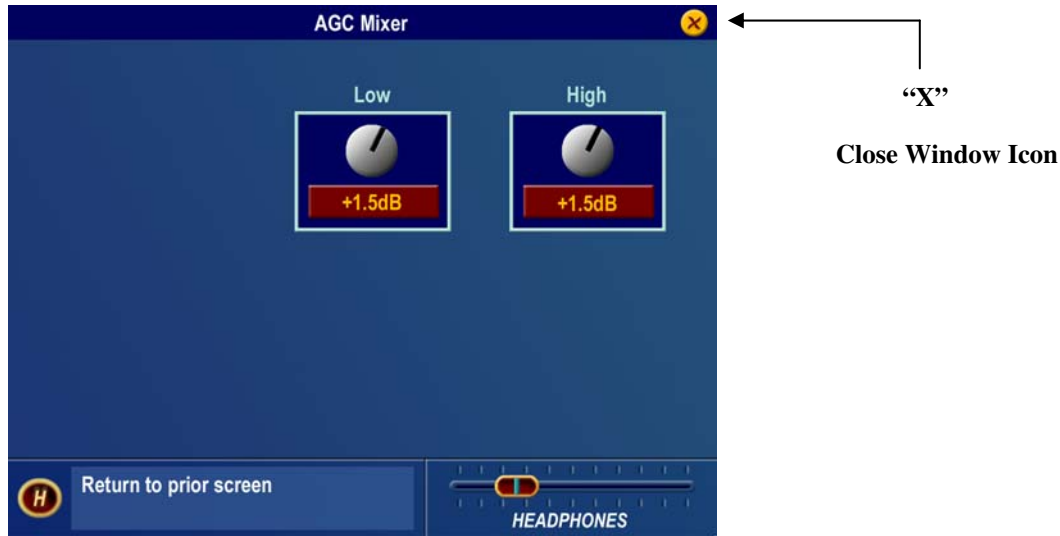 AGC Mixer
“X”
Close Window Icon
Low High
+1.5dB +1.5dB
H Return to prior screen
HEADPHONES